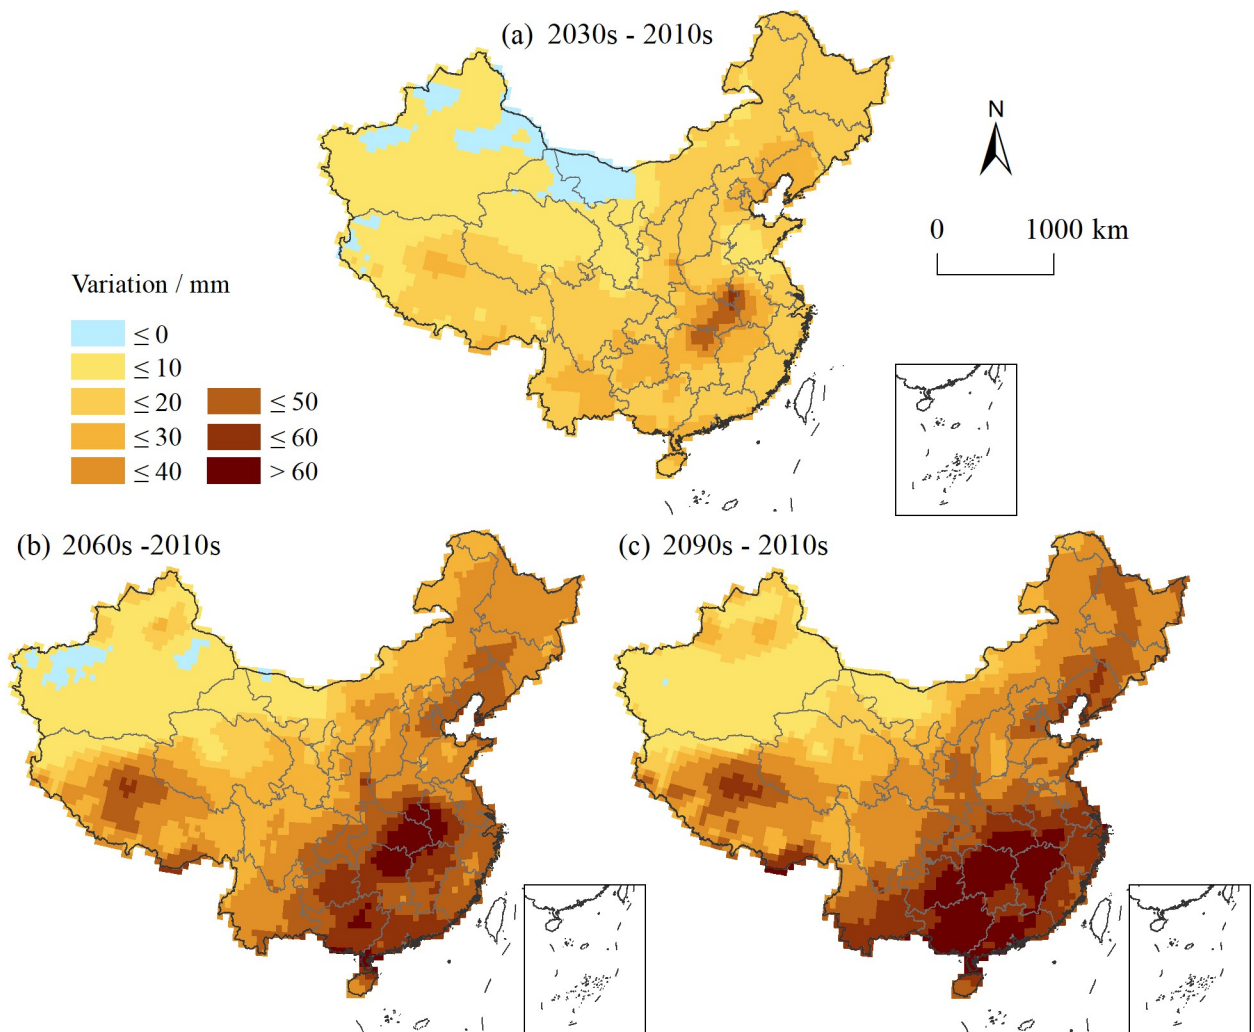 (a) 2030s - 2010s
N
0 1000 km
Variation / mm
≤ 0
≤ 10
≤ 20 ≤ 50
≤ 30 ≤ 60
≤ 40 > 60
(b) 2060s -2010s
(c) 2090s - 2010s